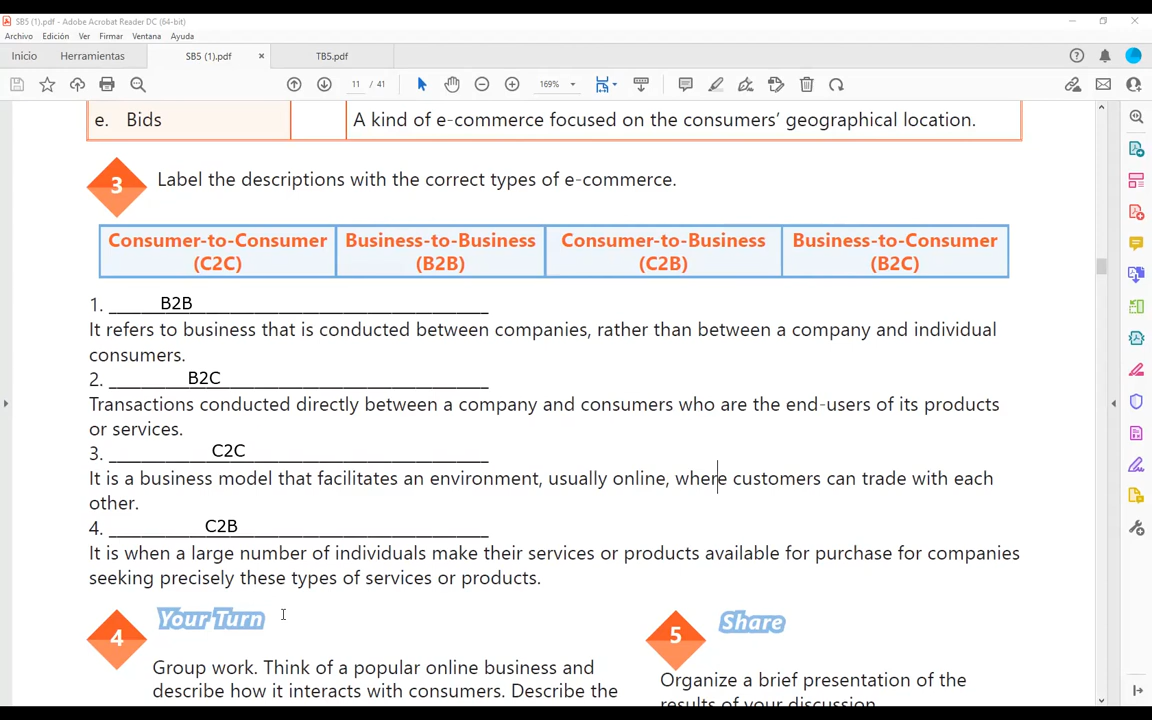 SB5 (1).pdf - Adobe Acrobat Reader DC (64-bit)
Archivo Edición Ver Firmar Ventana Ayuda
Inicio Herramientas SB5 (1).pdf × TB5.pdf
11 / 41 169%
e. Bids A kind of e-commerce focused on the consumers' geographical location.
3 Label the descriptions with the correct types of e-commerce.
Consumer-to-Consumer Business-to-Business Consumer-to-Business Business-to-Consumer
(C2C) (B2B) (C2B) (B2C)
1. B2B
It refers to business that is conducted between companies, rather than between a company and individual
consumers.
2. B2C
Transactions conducted directly between a company and consumers who are the end-users of its products
or services.
3. C2C
It is a business model that facilitates an environment, usually online, where customers can trade with each
other.
4. C2B
It is when a large number of individuals make their services or products available for purchase for companies
seeking precisely these types of services or products.
4 Your Turn
Group work. Think of a popular online business and
describe how it interacts with consumers. Describe the
5 Share
Organize a brief presentation of the
results of your discussion.